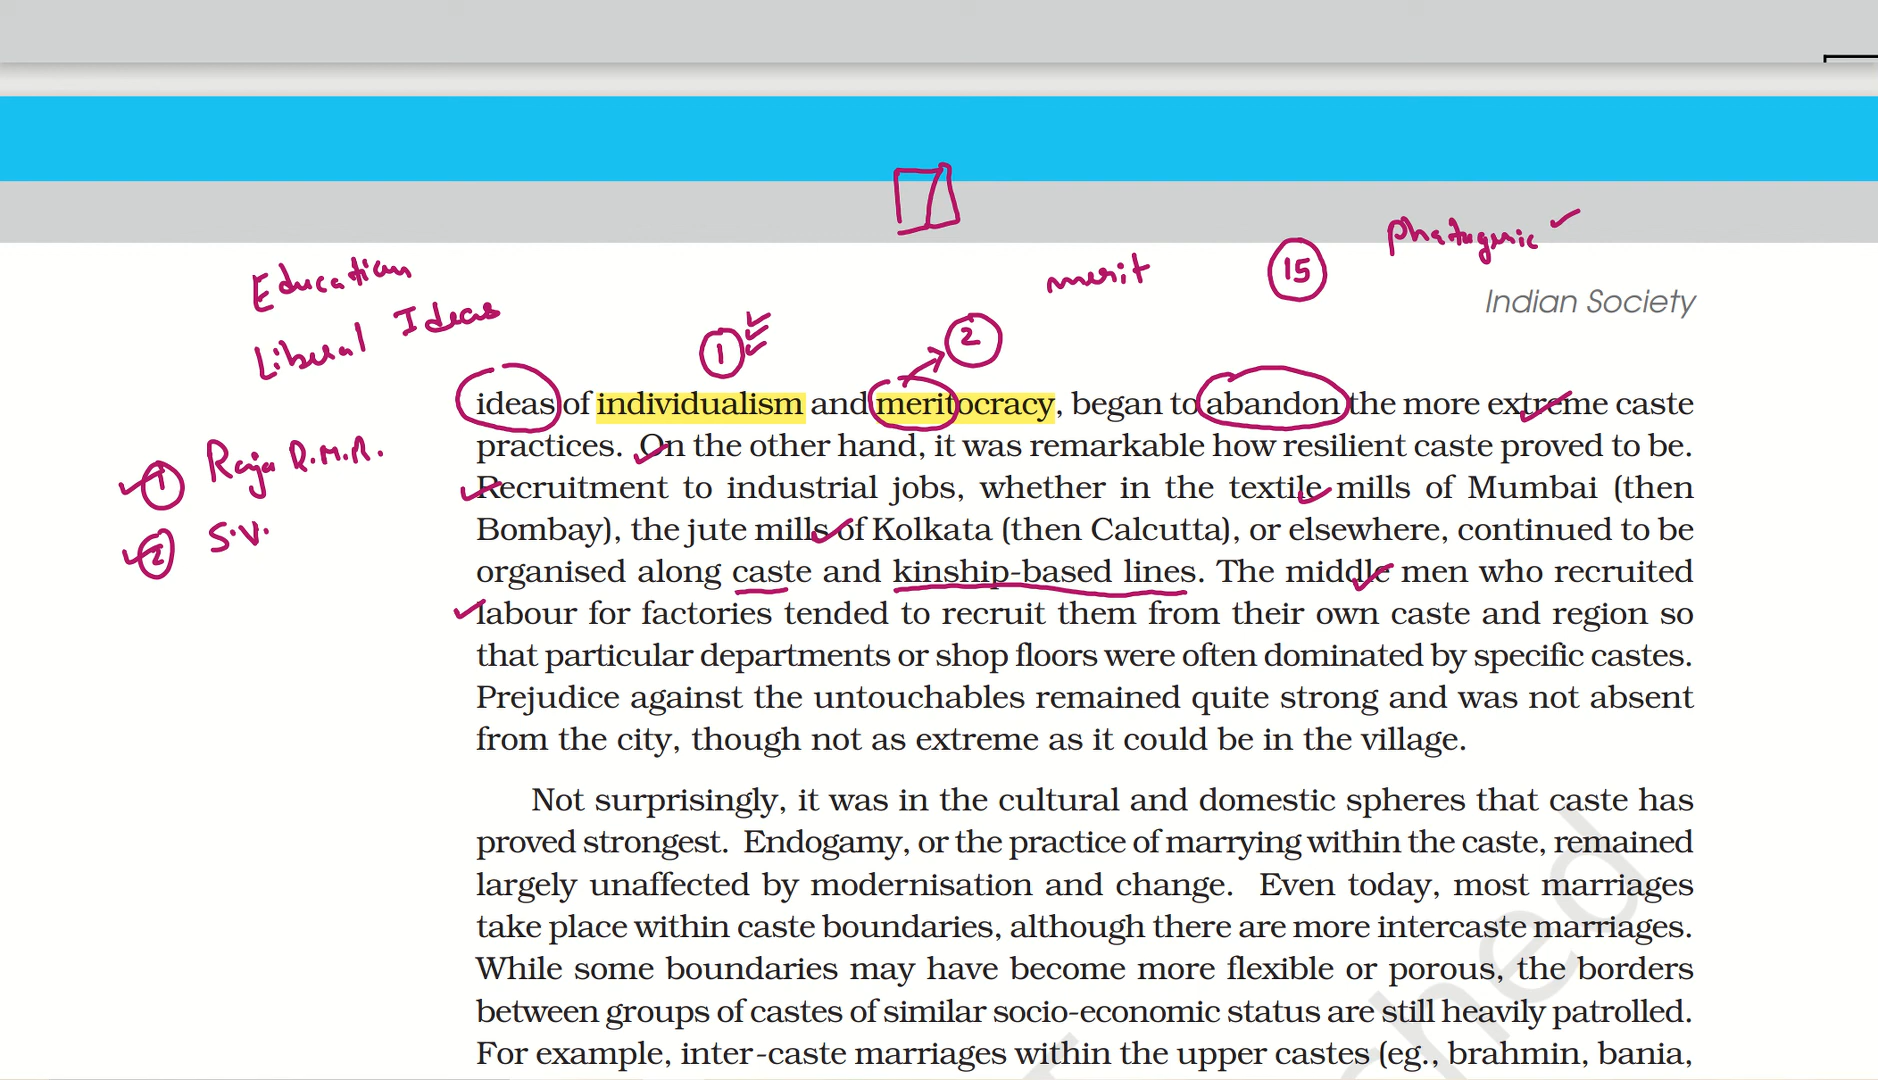 Phatogenic
15
merit
Education
Indian Society
Liberal Ideas
1
2
ideas of individualism and meritocracy, began to abandon the more extreme caste
practices. On the other hand, it was remarkable how resilient caste proved to be.
1 Raja R.M.R.
Recruitment to industrial jobs, whether in the textile mills of Mumbai (then
Bombay), the jute mills of Kolkata (then Calcutta), or elsewhere, continued to be
2 S.V.
organised along caste and kinship-based lines. The middle men who recruited
labour for factories tended to recruit them from their own caste and region so
that particular departments or shop floors were often dominated by specific castes.
Prejudice against the untouchables remained quite strong and was not absent
from the city, though not as extreme as it could be in the village.
Not surprisingly, it was in the cultural and domestic spheres that caste has
proved strongest. Endogamy, or the practice of marrying within the caste, remained
largely unaffected by modernisation and change. Even today, most marriages
take place within caste boundaries, although there are more intercaste marriages.
While some boundaries may have become more flexible or porous, the borders
between groups of castes of similar socio-economic status are still heavily patrolled.
For example, inter-caste marriages within the upper castes (eg., brahmin, bania,